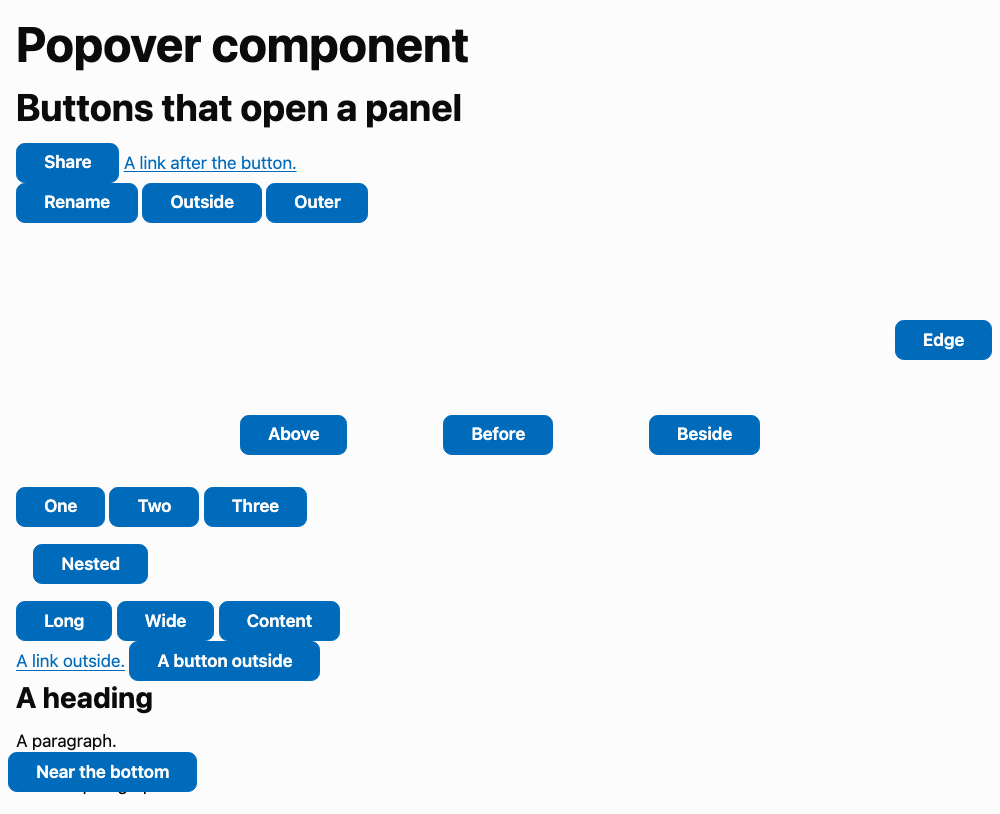 Popover component
Buttons that open a panel
Share A link after the button.
Rename Outside Outer
Edge
Above Before Beside
One Two Three
Nested
Long Wide Content
A link outside. A button outside
A heading
A paragraph.
Near the bottom